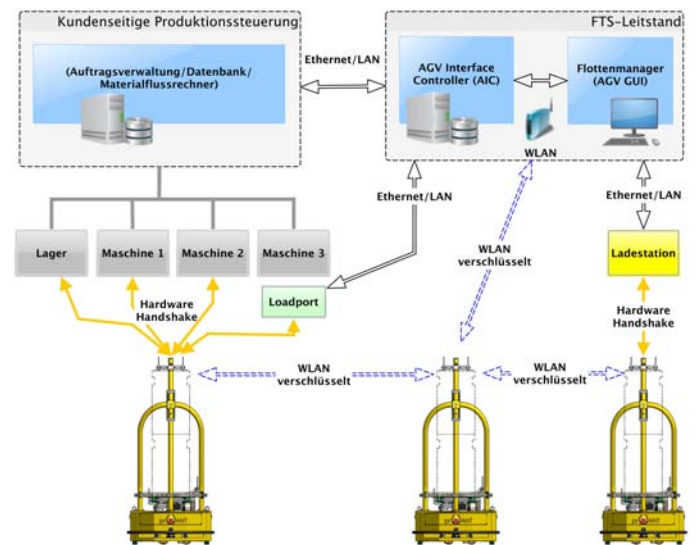 Kundenseitige Produktionssteuerung
FTS-Leitstand
(Auftragsverwaltung/Datenbank/
Materialflussrechner)
Ethernet/LAN
AGV Interface
Controller (AIC)
Flottenmanager
(AGV GUI)
WLAN
Ethernet/LAN
Ethernet/LAN
Lager
Maschine 1
Maschine 2
Maschine 3
Ladestation
WLAN
verschlüsselt
Loadport
Hardware
Handshake
Hardware
Handshake
WLAN
verschlüsselt
WLAN
verschlüsselt